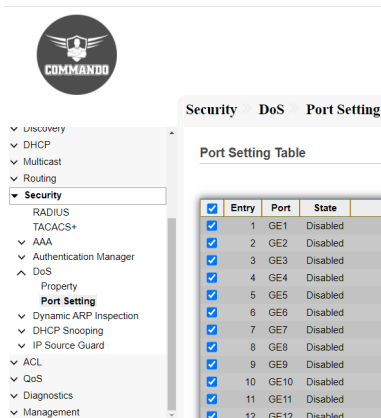 COMMANDO
Security » DoS » Port Setting
Discovery
DHCP
Multicast
Routing
Security
RADIUS
TACACS+
AAA
Authentication Manager
DoS
Property
Port Setting
Dynamic ARP Inspection
DHCP Snooping
IP Source Guard
ACL
QoS
Diagnostics
Management
Port Setting Table
Entry Port State
1 GE1 Disabled
2 GE2 Disabled
3 GE3 Disabled
4 GE4 Disabled
5 GE5 Disabled
6 GE6 Disabled
7 GE7 Disabled
8 GE8 Disabled
9 GE9 Disabled
10 GE10 Disabled
11 GE11 Disabled
12 GE12 Disabled